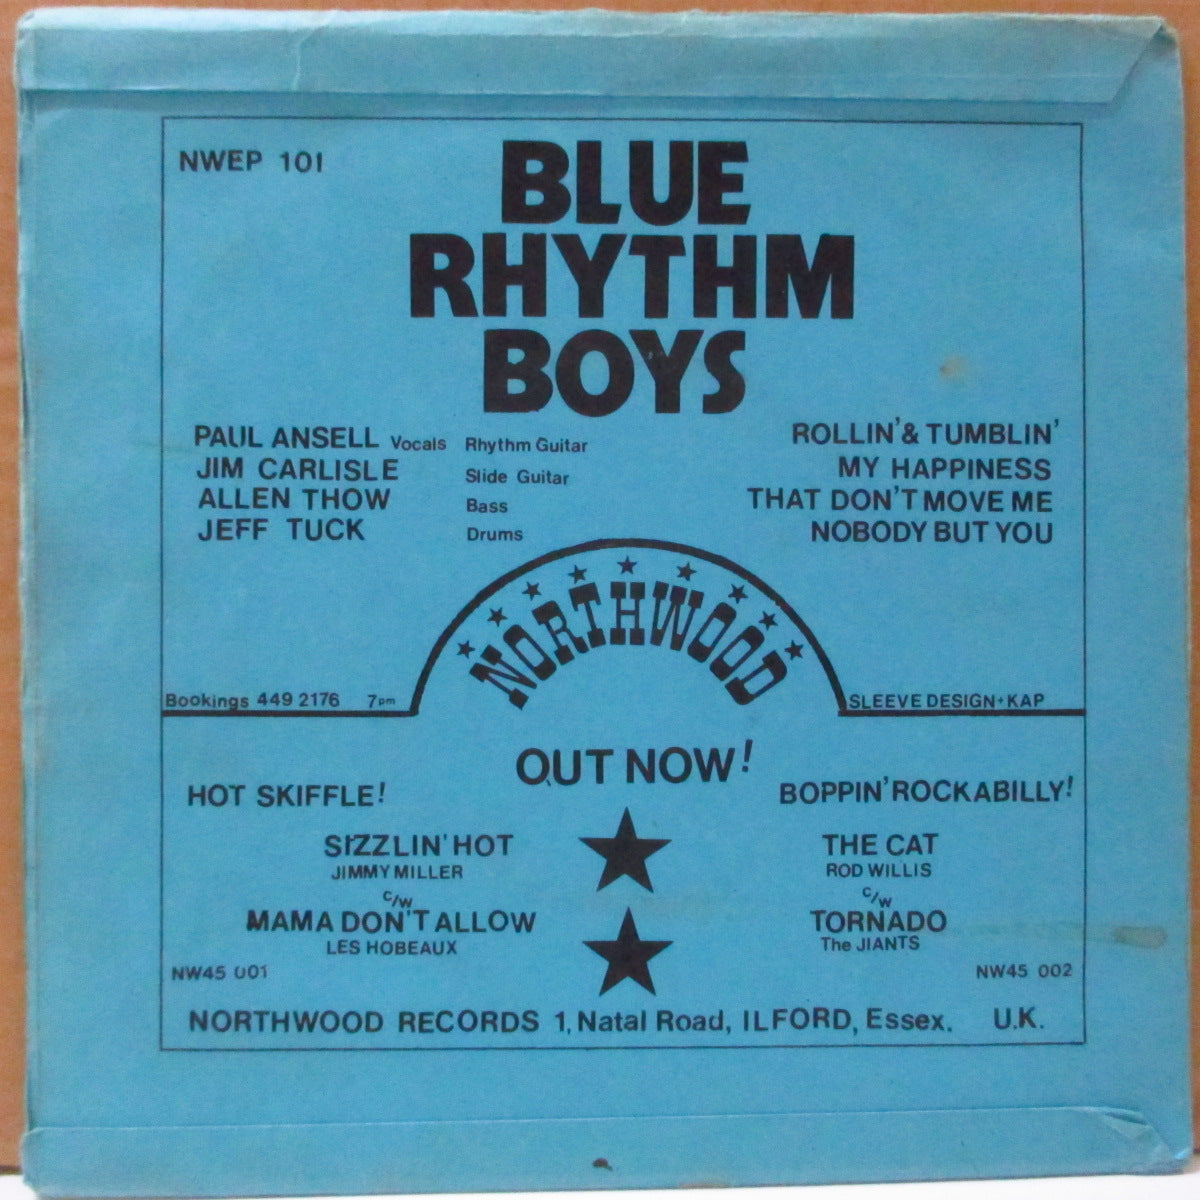 NWEP 101
BLUE
RHYTHM
BOYS
PAUL ANSELL Vocals Rhythm Guitar
JIM CARLISLE Slide Guitar
ALLEN THOW Bass
JEFF TUCK Drums
ROLLIN' & TUMBLIN'
MY HAPPINESS
THAT DON'T MOVE ME
NOBODY BUT YOU
NORTHWOOD
Bookings 449 2176 7pm
SLEEVE DESIGN + KAP
OUT NOW!
HOT SKIFFLE!
SIZZLIN' HOT
JIMMY MILLER
c/w
MAMA DON'T ALLOW
LES HOBEAUX
NW45 001
BOPPIN' ROCKABILLY!
THE CAT
ROD WILLIS
c/w
TORNADO
The JIANTS
NW45 002
NORTHWOOD RECORDS 1, Natal Road, ILFORD, Essex. U.K.